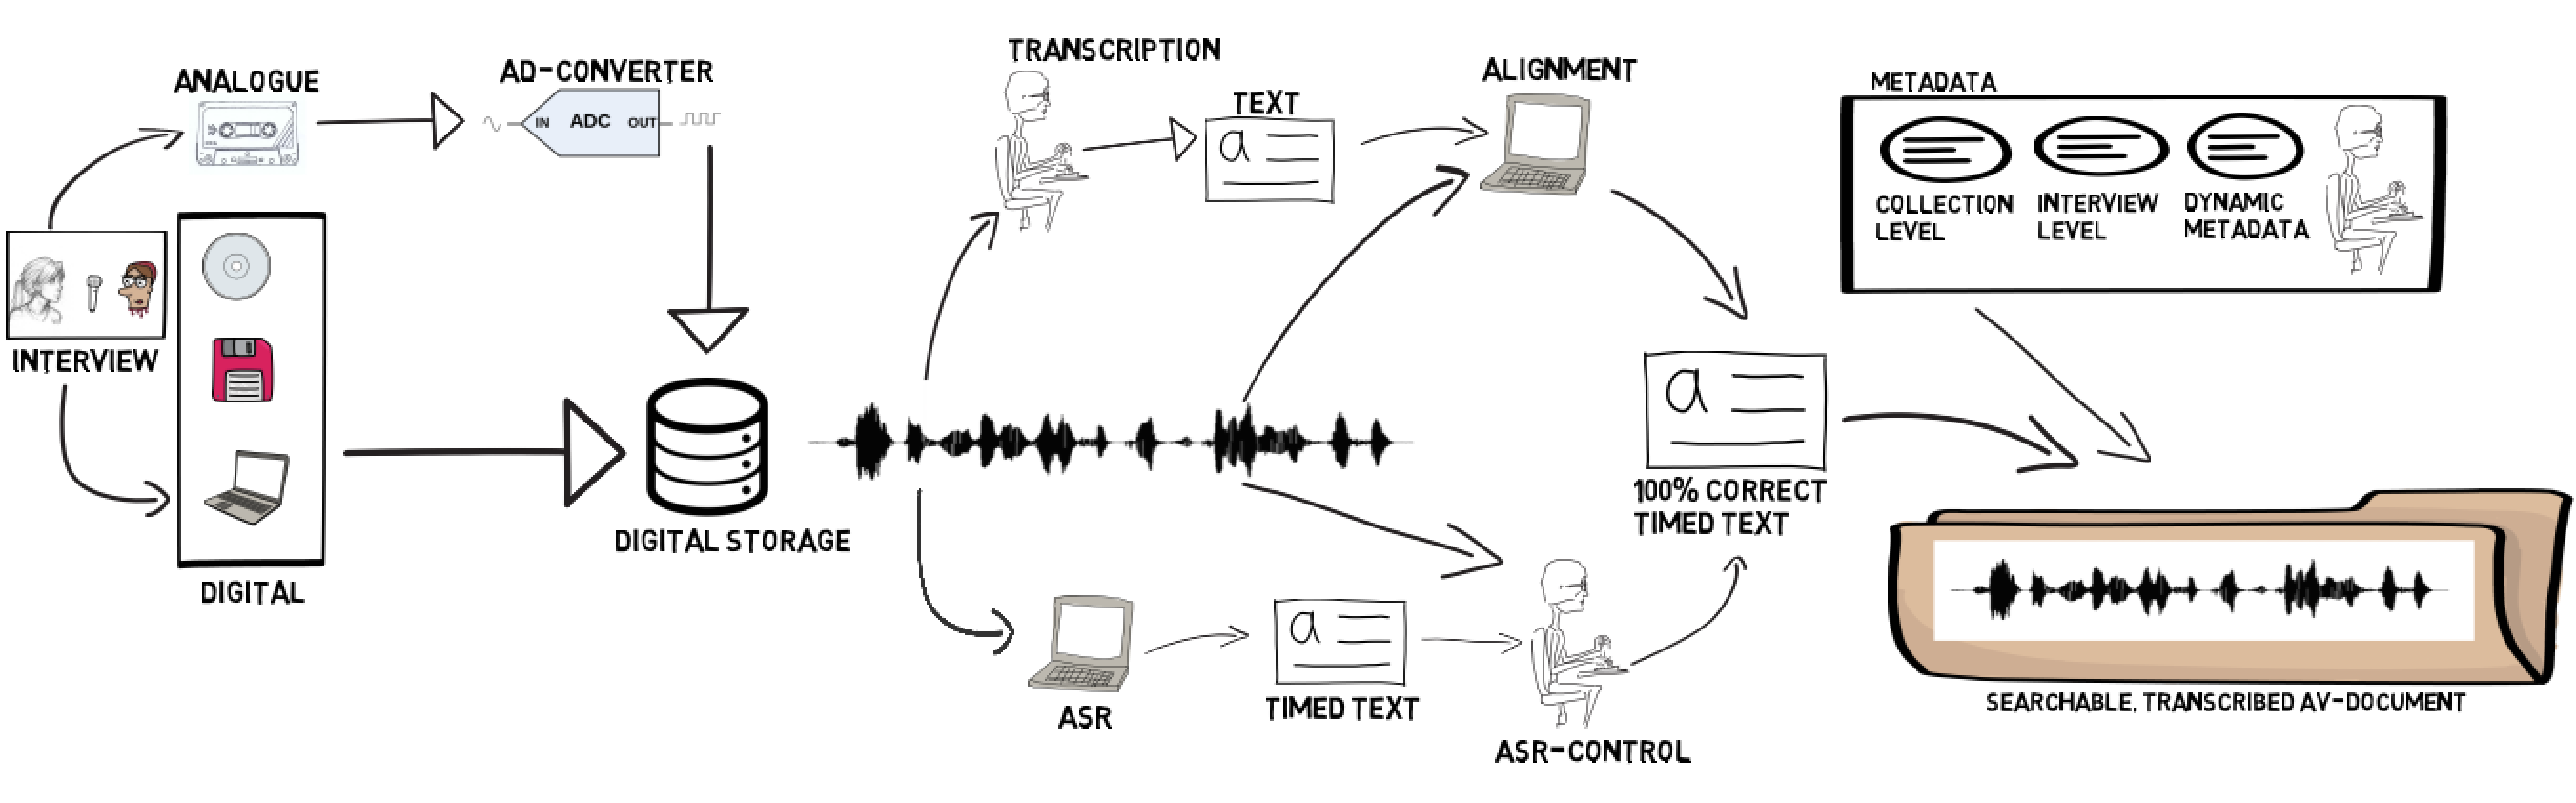 ANALOGUE
AD-CONVERTER
IN
ADC
OUT
INTERVIEW
DIGITAL
DIGITAL STORAGE
TRANSCRIPTION
TEXT
a
ALIGNMENT
ASR
a
TIMED TEXT
ASR-CONTROL
a
100% CORRECT
TIMED TEXT
METADATA
COLLECTION
LEVEL
INTERVIEW
LEVEL
DYNAMIC
METADATA
SEARCHABLE, TRANSCRIBED AV-DOCUMENT